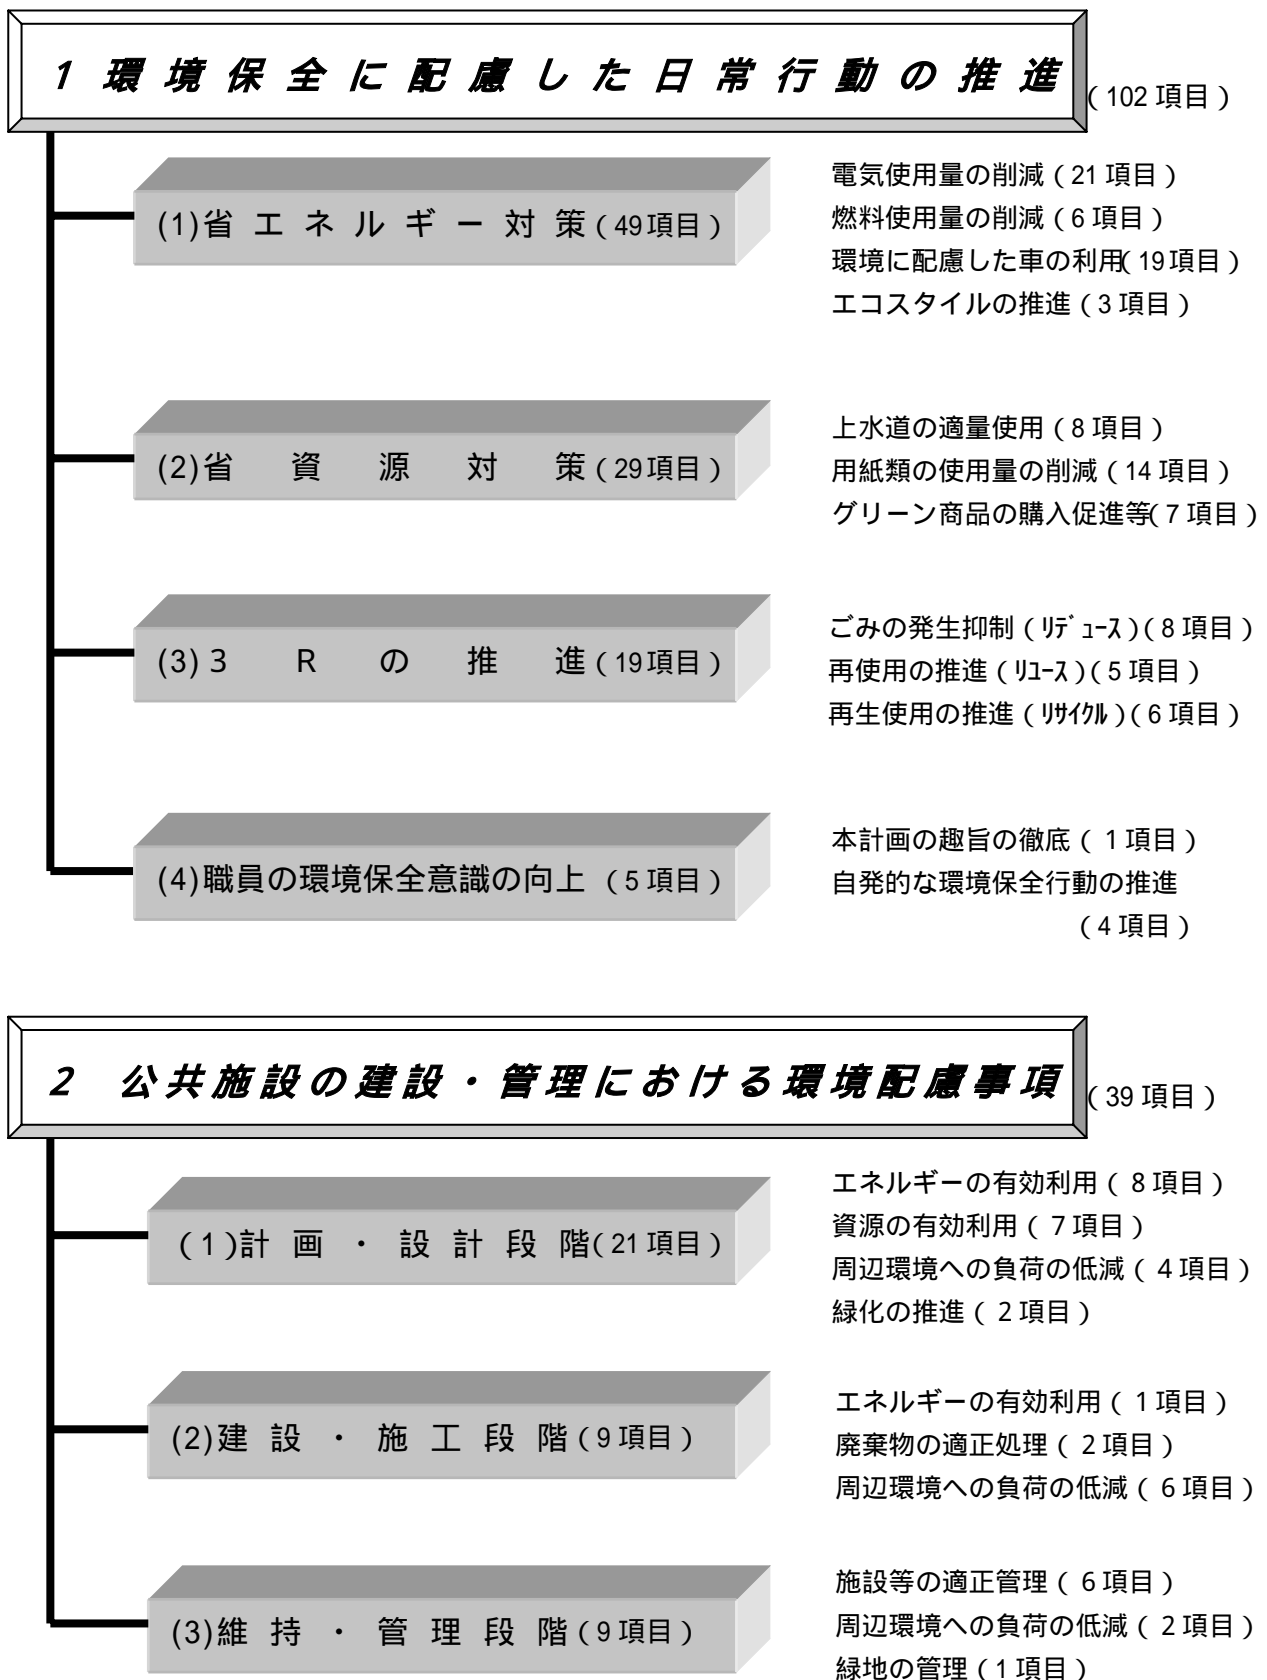 1 環境保全に配慮した日常行動の推進
(102項目)
(1)省エネルギー対策(49項目)
電気使用量の削減(21項目)
燃料使用量の削減(6項目)
環境に配慮した車の利用(19項目)
エコスタイルの推進(3項目)
(2)省資源対策(29項目)
上水道の適量使用(8項目)
用紙類の使用量の削減(14項目)
グリーン商品の購入促進等(7項目)
(3)3Rの推進(19項目)
ごみの発生抑制(ﾘﾃﾞｭｰｽ)(8項目)
再使用の推進(ﾘﾕｰｽ)(5項目)
再生使用の推進(ﾘｻｲｸﾙ)(6項目)
(4)職員の環境保全意識の向上(5項目)
本計画の趣旨の徹底(1項目)
自発的な環境保全行動の推進
(4項目)
2 公共施設の建設・管理における環境配慮事項
(39項目)
(1)計画・設計段階(21項目)
エネルギーの有効利用(8項目)
資源の有効利用(7項目)
周辺環境への負荷の低減(4項目)
緑化の推進(2項目)
(2)建設・施工段階(9項目)
エネルギーの有効利用(1項目)
廃棄物の適正処理(2項目)
周辺環境への負荷の低減(6項目)
(3)維持・管理段階(9項目)
施設等の適正管理(6項目)
周辺環境への負荷の低減(2項目)
緑地の管理(1項目)